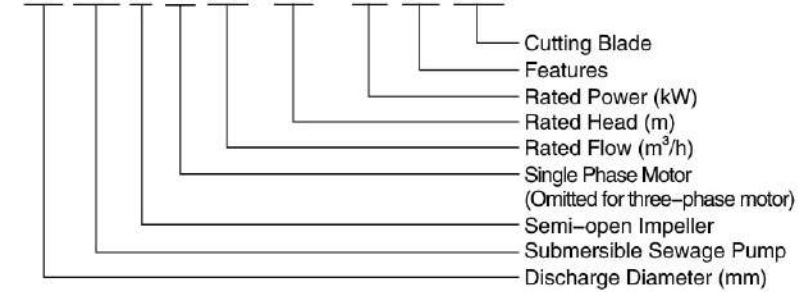 Cutting Blade
Features
Rated Power (kW)
Rated Head (m)
Rated Flow (m³/h)
Single Phase Motor
(Omitted for three−phase motor)
Semi−open Impeller
Submersible Sewage Pump
Discharge Diameter (mm)